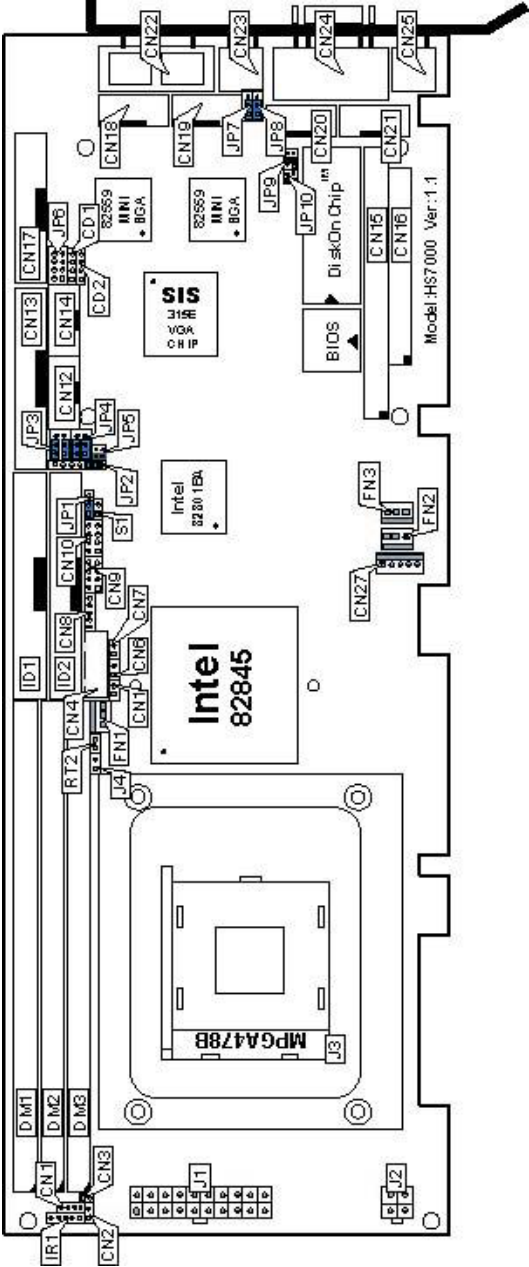 CN22
CN23
CN24
CN25
CN18
CN19
JP7
JP8
CN20
CN21
JP9
JP10
CN17
JP6
CD1
CD2
82559
MINI
BGA
82559
MINI
BGA
TM
DiskOnChip
CN15
CN16
CN13
CN14
CN12
SIS
315E
VGA
CHIP
BIOS
Model:HS7000 Ver:1.1
JP3
JP4
JP5
JP2
JP1
S1
CN10
CN9
CN8
Intel
82801BA
FN3
FN2
CN27
ID1
ID2
CN4
CN7
CN6
CN11
FN1
RT2
J4
Intel
82845
MPGA478B
J3
DM1
DM2
DM3
CN1
CN3
IR1
CN2
J1
J2